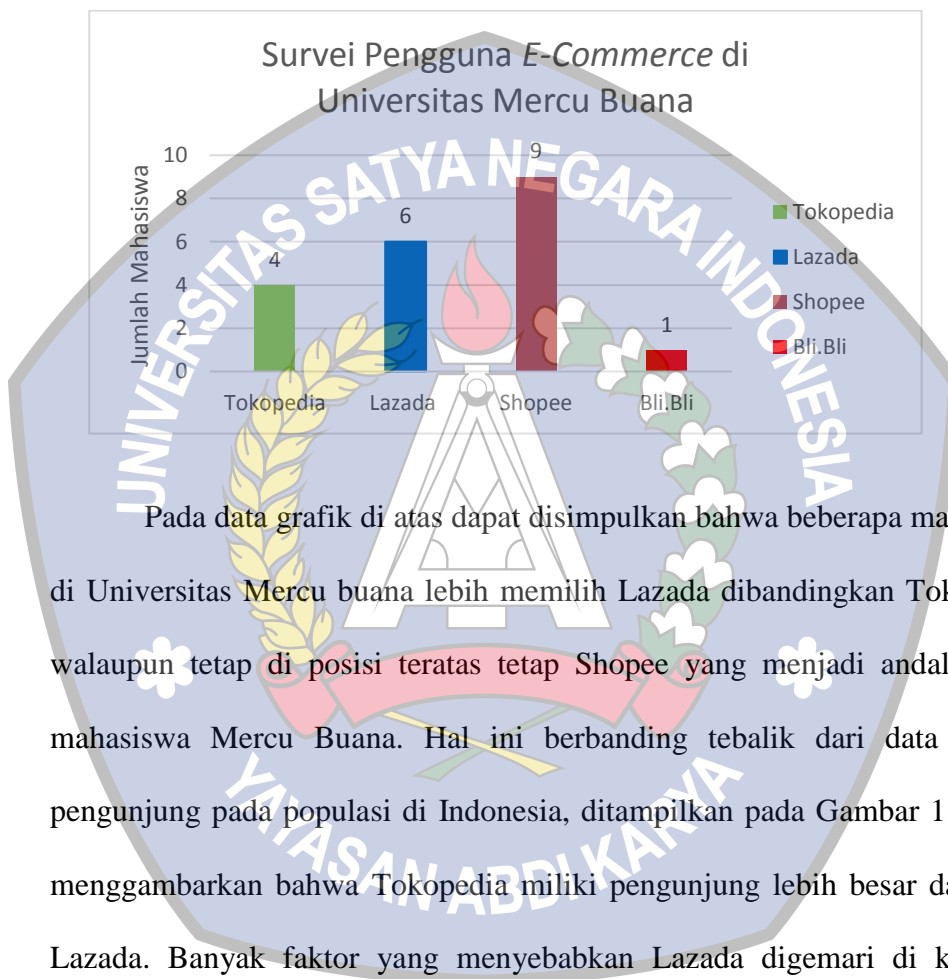 Survei Pengguna E-Commerce di
Universitas Mercu Buana
Jumlah Mahasiswa
10
8
6
4
2
0
4
6
9
1
Tokopedia
Lazada
Shopee
Bli.Bli
Tokopedia
Lazada
Shopee
Bli.Bli
UNIVERSITAS SATYA NEGARA INDONESIA
Pada data grafik di atas dapat disimpulkan bahwa beberapa ma
di Universitas Mercu buana lebih memilih Lazada dibandingkan Tok
walaupun tetap di posisi teratas tetap Shopee yang menjadi andal
mahasiswa Mercu Buana. Hal ini berbanding tebalik dari data
pengunjung pada populasi di Indonesia, ditampilkan pada Gambar 1
menggambarkan bahwa Tokopedia miliki pengunjung lebih besar da
Lazada. Banyak faktor yang menyebabkan Lazada digemari di k
YAYASAN ABDI KARYA